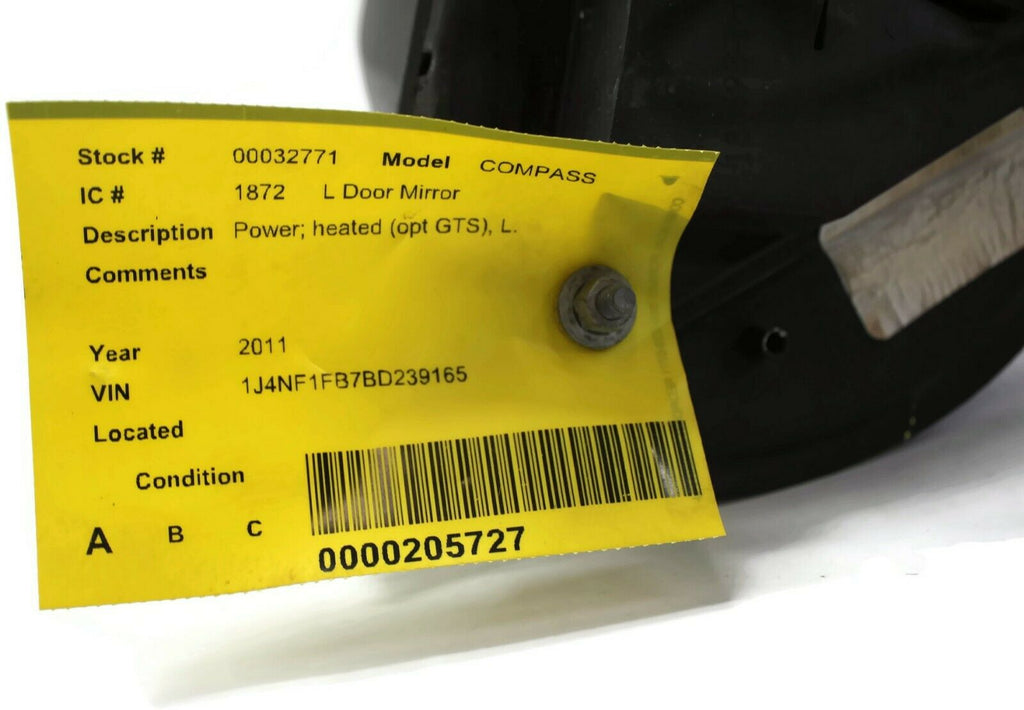 Stock # 00032771 Model COMPASS
IC # 1872 L Door Mirror
Description Power; heated (opt GTS), L.
Comments
Year 2011
VIN 1J4NF1FB7BD239165
Located
Condition
A B C
0000205727